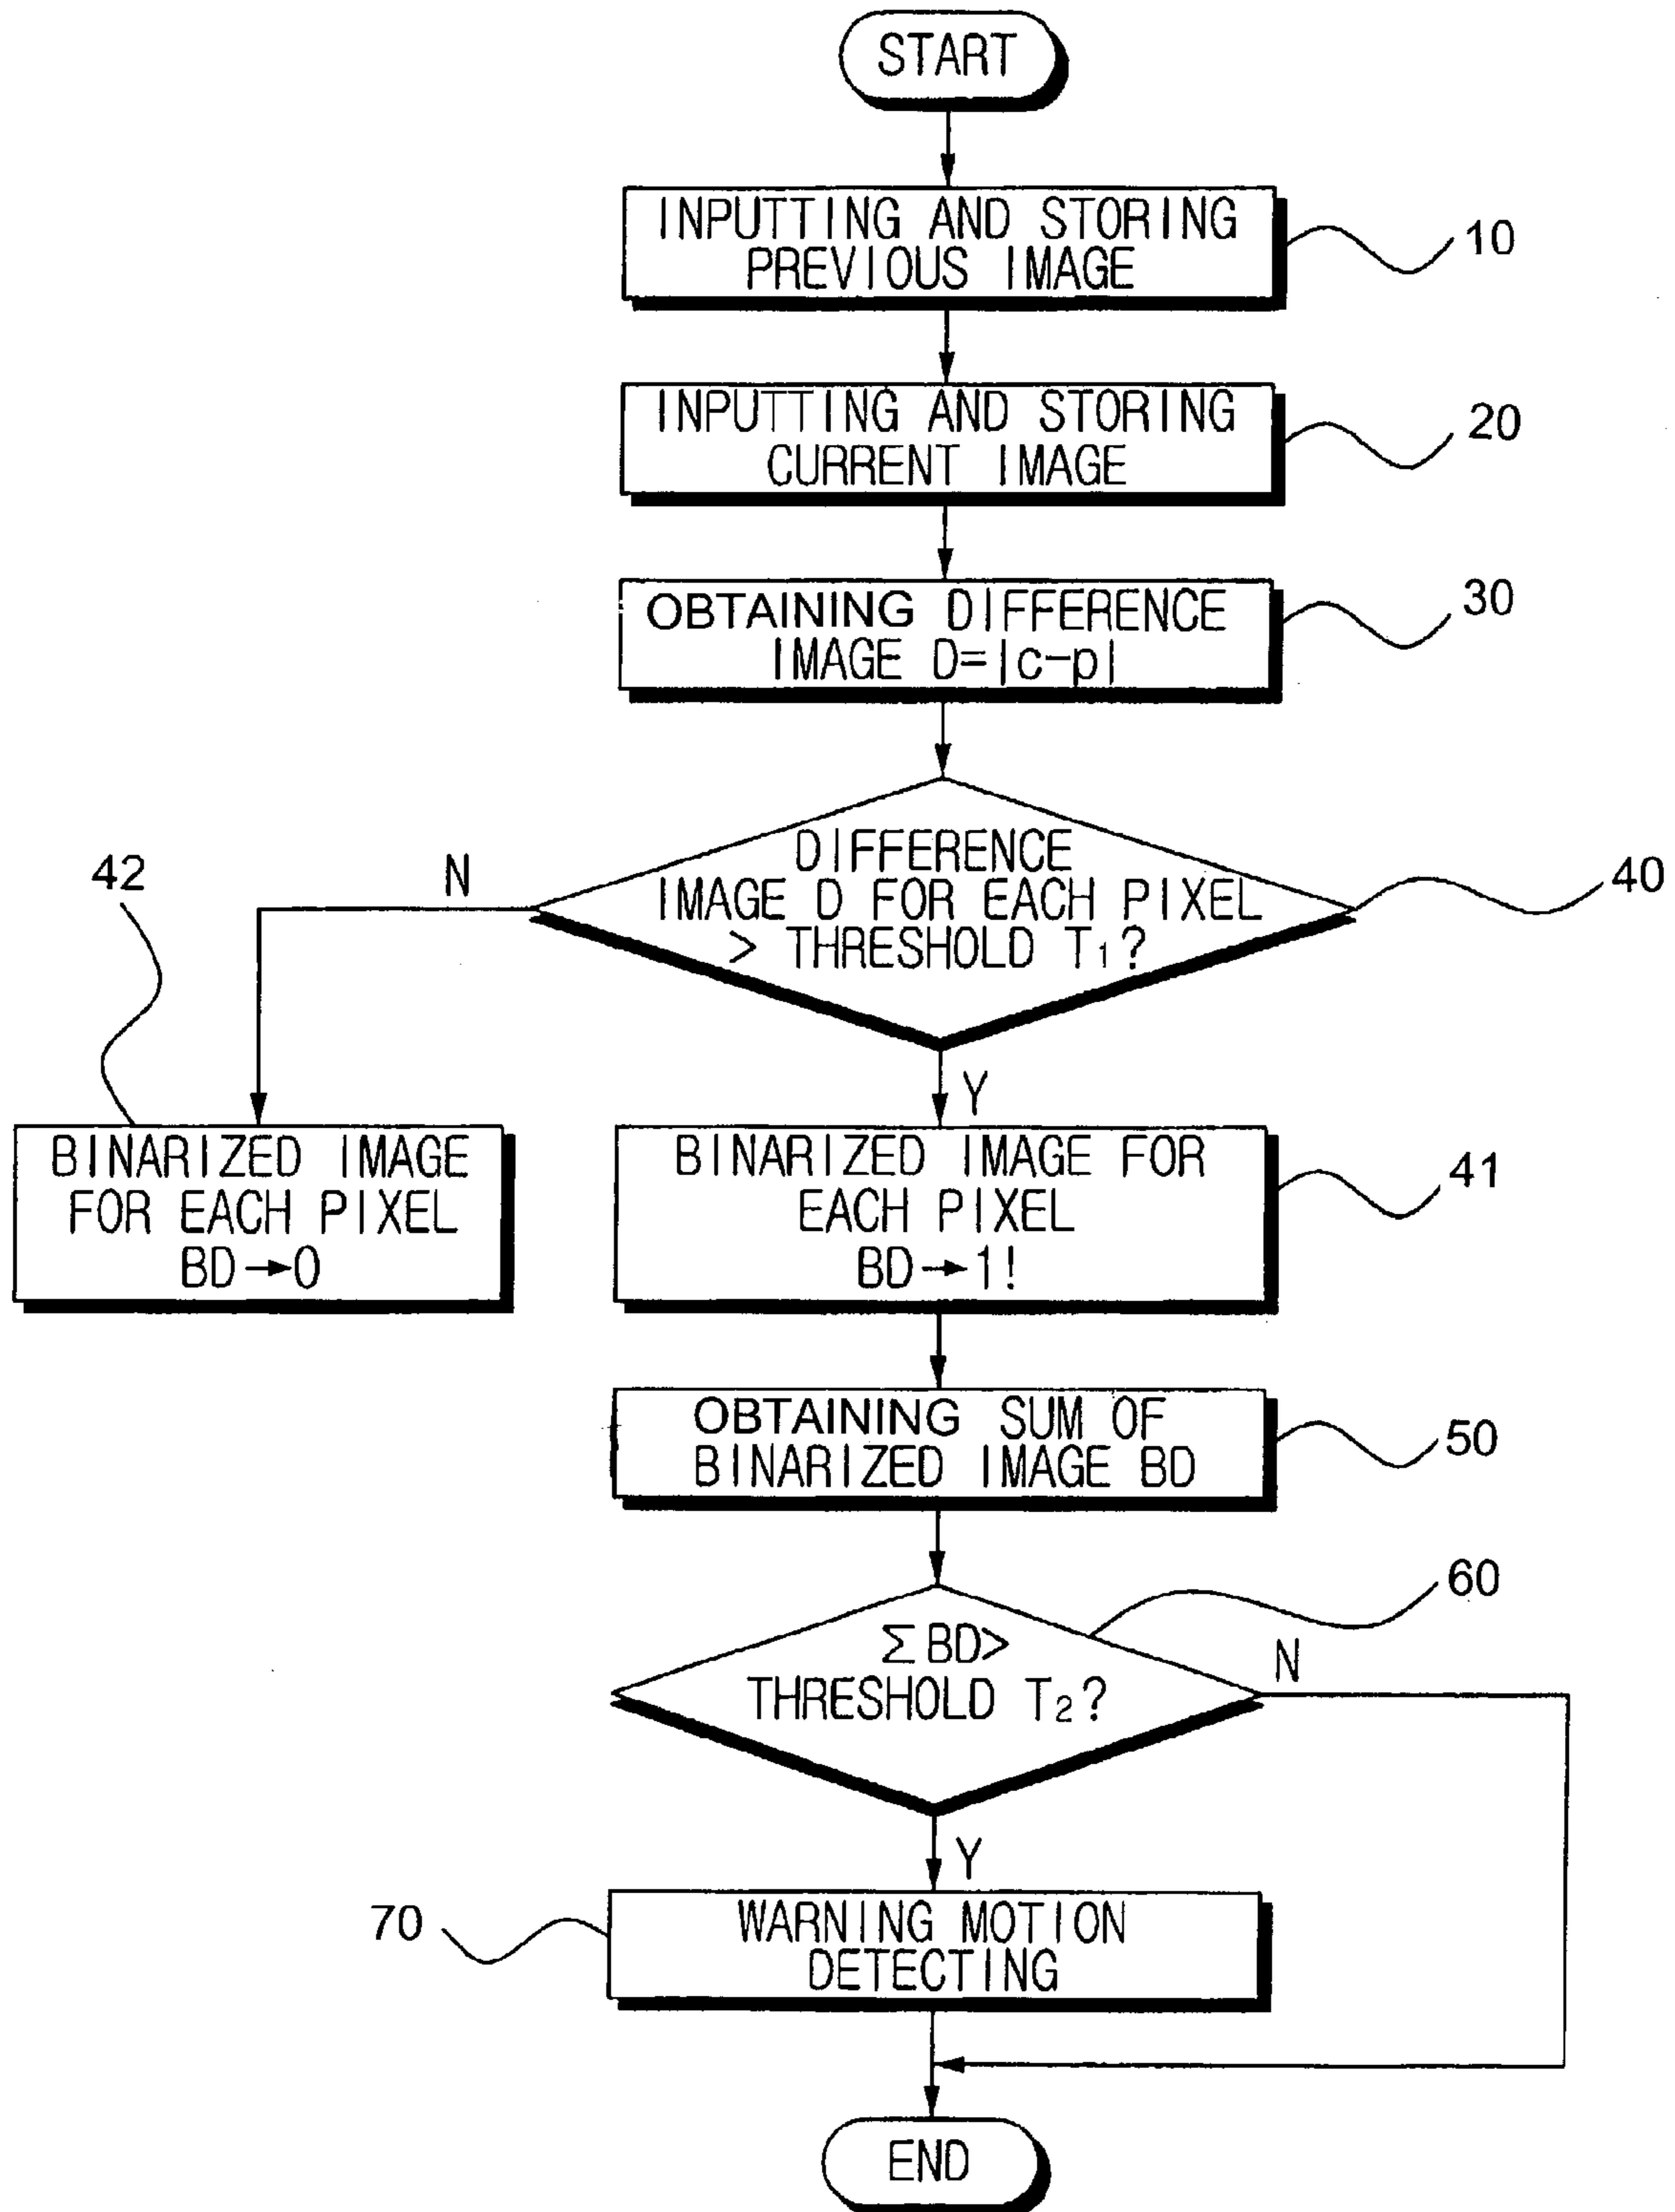 START
INPUTTING AND STORING
PREVIOUS IMAGE
10
INPUTTING AND STORING
CURRENT IMAGE
20
OBTAINING DIFFERENCE
IMAGE D=|c-p|
30
DIFFERENCE
IMAGE D FOR EACH PIXEL
> THRESHOLD T₁?
40
N
42
Y
BINARIZED IMAGE
FOR EACH PIXEL
BD→0
BINARIZED IMAGE FOR
EACH PIXEL
BD→1!
41
OBTAINING SUM OF
BINARIZED IMAGE BD
50
ΣBD>
THRESHOLD T₂?
60
N
Y
WARNING MOTION
DETECTING
70
END